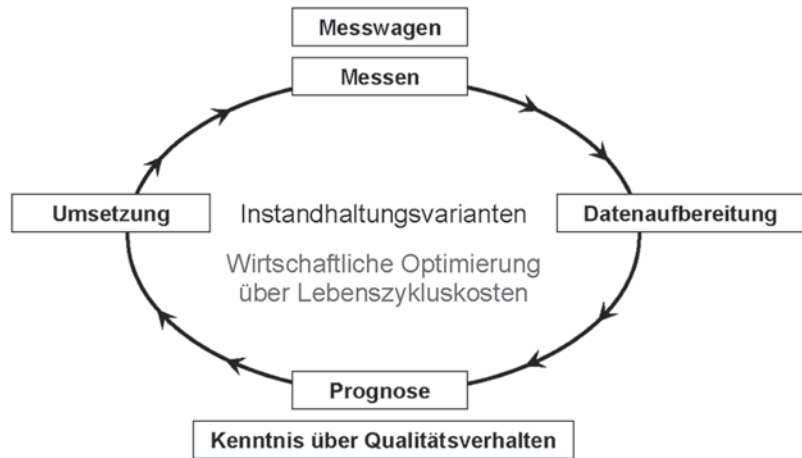 Messwagen
Messen
Umsetzung
Instandhaltungsvarianten
Datenaufbereitung
Wirtschaftliche Optimierung
über Lebenszykluskosten
Prognose
Kenntnis über Qualitätsverhalten